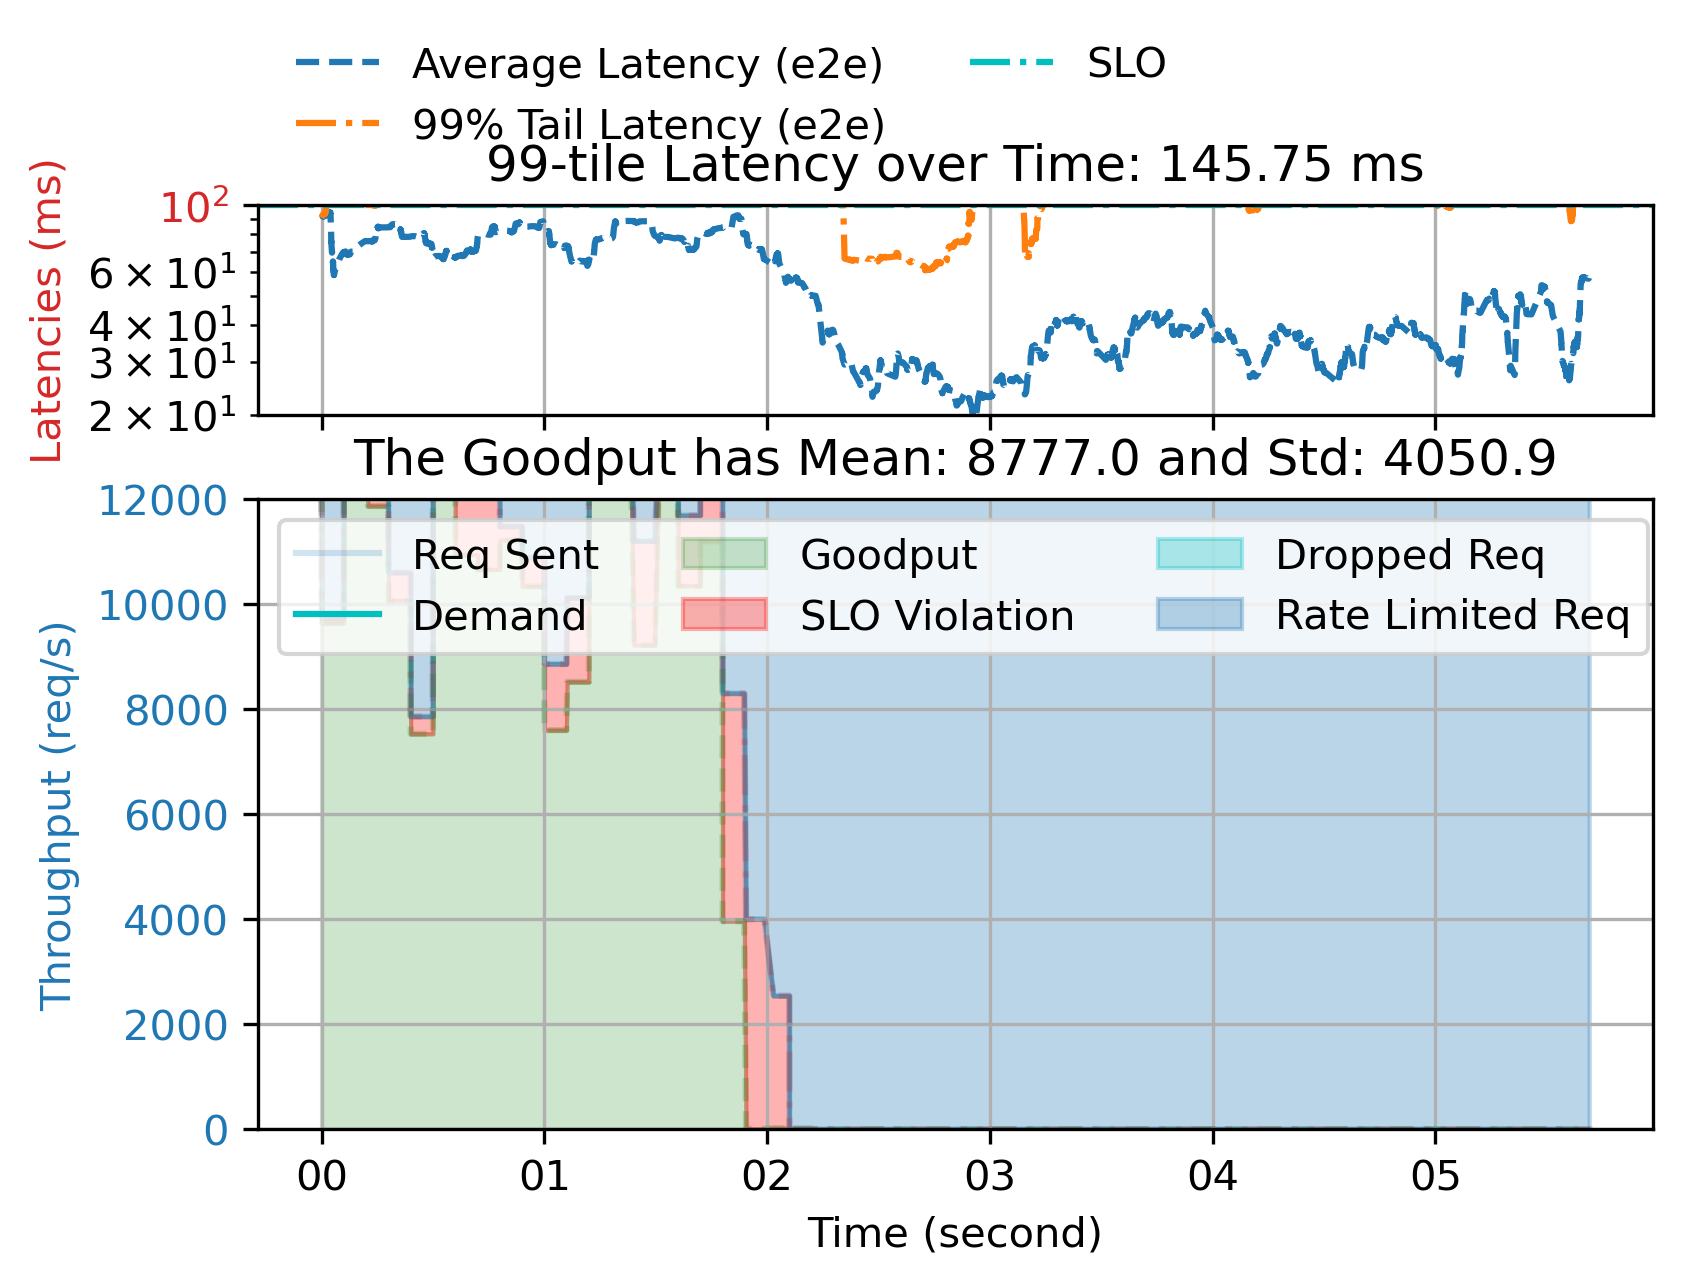 Average Latency (e2e) SLO
99% Tail Latency (e2e)
99-tile Latency over Time: 145.75 ms
Latencies (ms)
10²
6 × 10¹
4 × 10¹
3 × 10¹
2 × 10¹
The Goodput has Mean: 8777.0 and Std: 4050.9
Throughput (req/s)
12000
10000
8000
6000
4000
2000
0
Req Sent Goodput Dropped Req
Demand SLO Violation Rate Limited Req
00 01 02 03 04 05
Time (second)